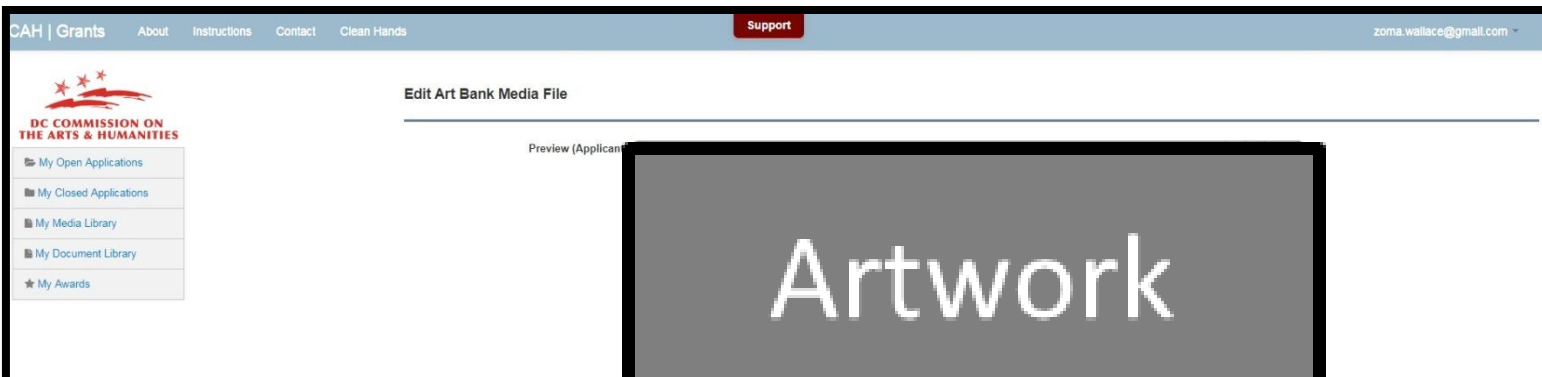 CAH | Grants About Instructions Contact Clean Hands Support zoma.wallace@gmail.com
DC COMMISSION ON
THE ARTS & HUMANITIES
My Open Applications
My Closed Applications
My Media Library
My Document Library
My Awards
Edit Art Bank Media File
Preview (Applicant
Artwork